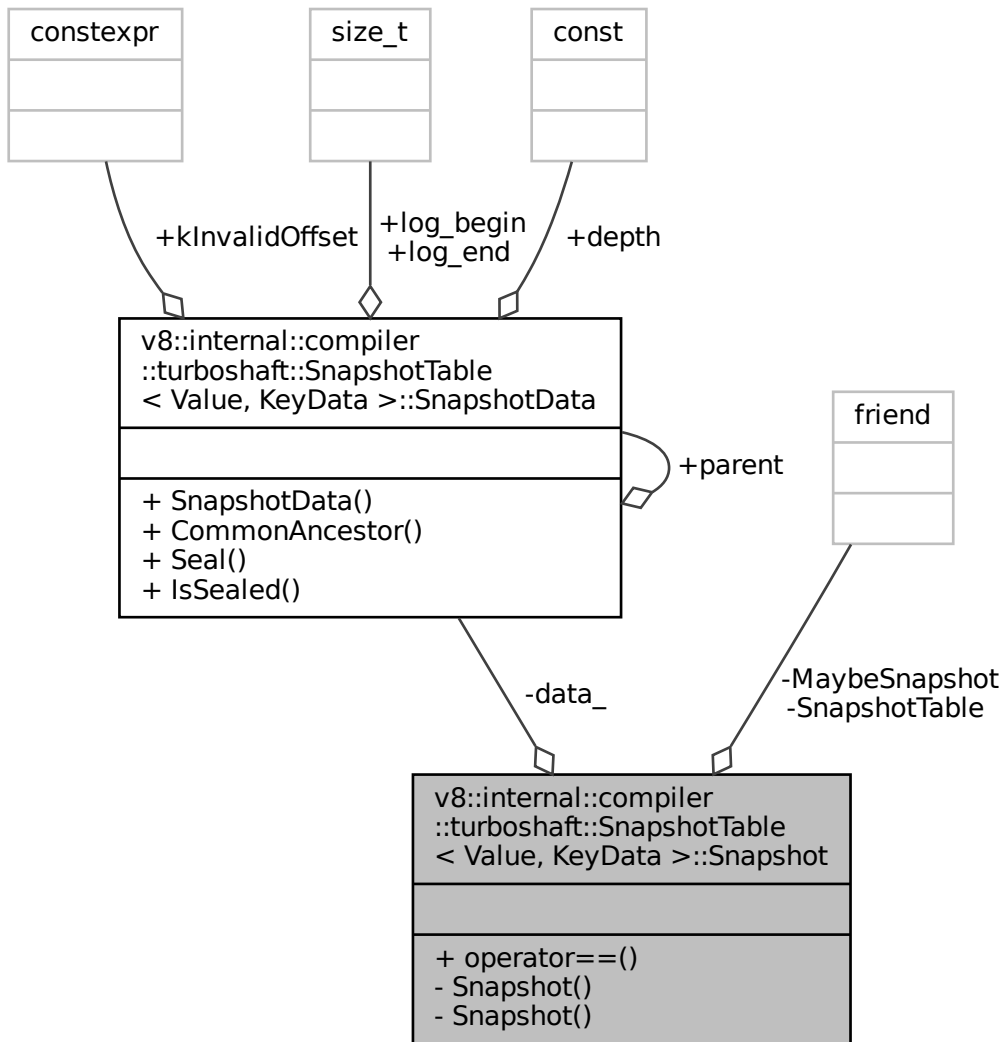 constexpr
size_t
const
+kInvalidOffset
+log_begin
+log_end
+depth
v8::internal::compiler
::turboshaft::SnapshotTable
< Value, KeyData >::SnapshotData
+ SnapshotData()
+ CommonAncestor()
+ Seal()
+ IsSealed()
+parent
friend
-data_
-MaybeSnapshot
-SnapshotTable
v8::internal::compiler
::turboshaft::SnapshotTable
< Value, KeyData >::Snapshot
+ operator==()
- Snapshot()
- Snapshot()